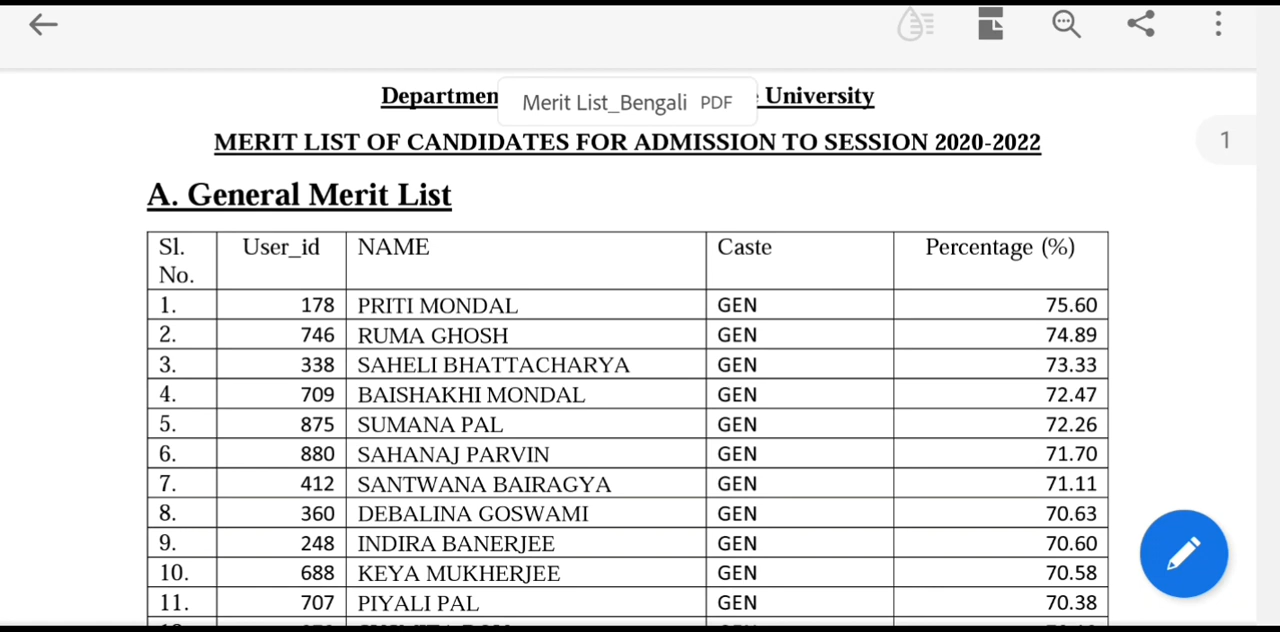 Departmen
Merit List_Bengali PDF
University
MERIT LIST OF CANDIDATES FOR ADMISSION TO SESSION 2020-2022
1
A. General Merit List
Sl. No. User_id NAME Caste Percentage (%)
1. 178 PRITI MONDAL GEN 75.60
2. 746 RUMA GHOSH GEN 74.89
3. 338 SAHELI BHATTACHARYA GEN 73.33
4. 709 BAISHAKHI MONDAL GEN 72.47
5. 875 SUMANA PAL GEN 72.26
6. 880 SAHANAJ PARVIN GEN 71.70
7. 412 SANTWANA BAIRAGYA GEN 71.11
8. 360 DEBALINA GOSWAMI GEN 70.63
9. 248 INDIRA BANERJEE GEN 70.60
10. 688 KEYA MUKHERJEE GEN 70.58
11. 707 PIYALI PAL GEN 70.38